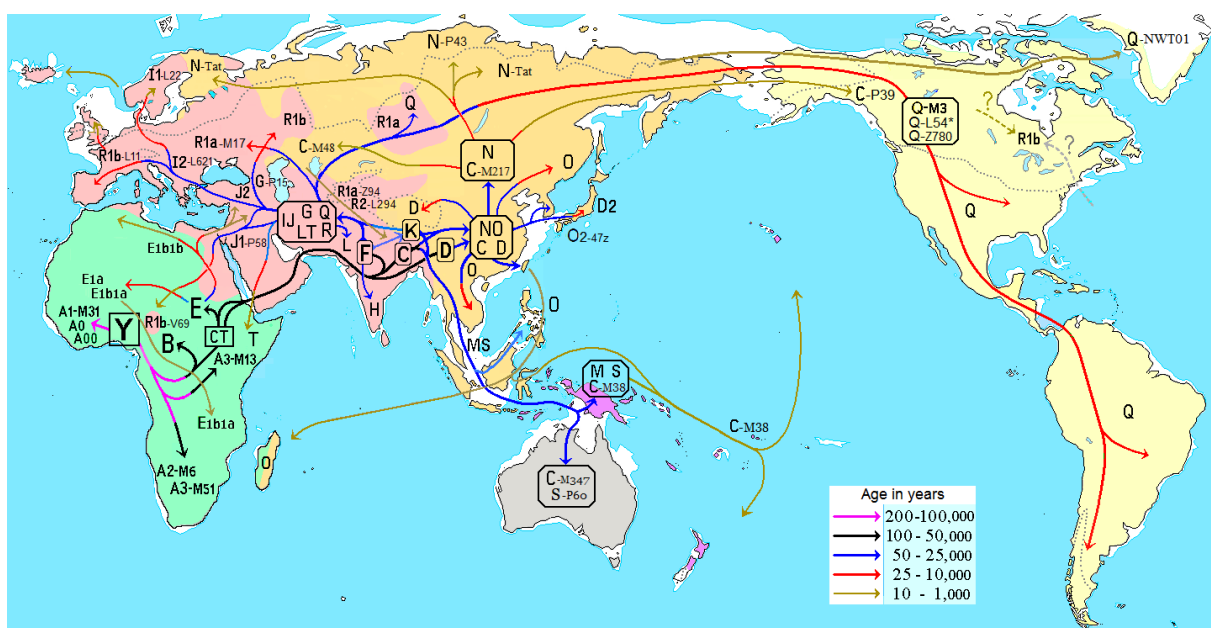 N-P43
Q-NWT01
I1-L22
N-Tat
N-Tat
C-P39
Q
R1b
R1a
Q-M3
Q-L54*
Q-Z780
?
R1b
?
R1a-M17
C-M48
N
C-M217
O
R1b-L11
I2-L621
G-P15
J2
R1a-Z94
R2-L294
D
D2
Q
IJ G Q
LT R
L
K
F
C
D
NO
C D
O2-47z
E1b1b
J1-P58
O
H
O
E1a
E1b1a
A1-M31
A0
A00
Y
R1b-V69
E
CT
T
B
A3-M13
MS
M S
C-M38
E1b1a
C-M38
Q
A2-M6
A3-M51
O
C-M347
S-P60
Age in years
200-100,000
100 - 50,000
50 - 25,000
25 - 10,000
10 - 1,000